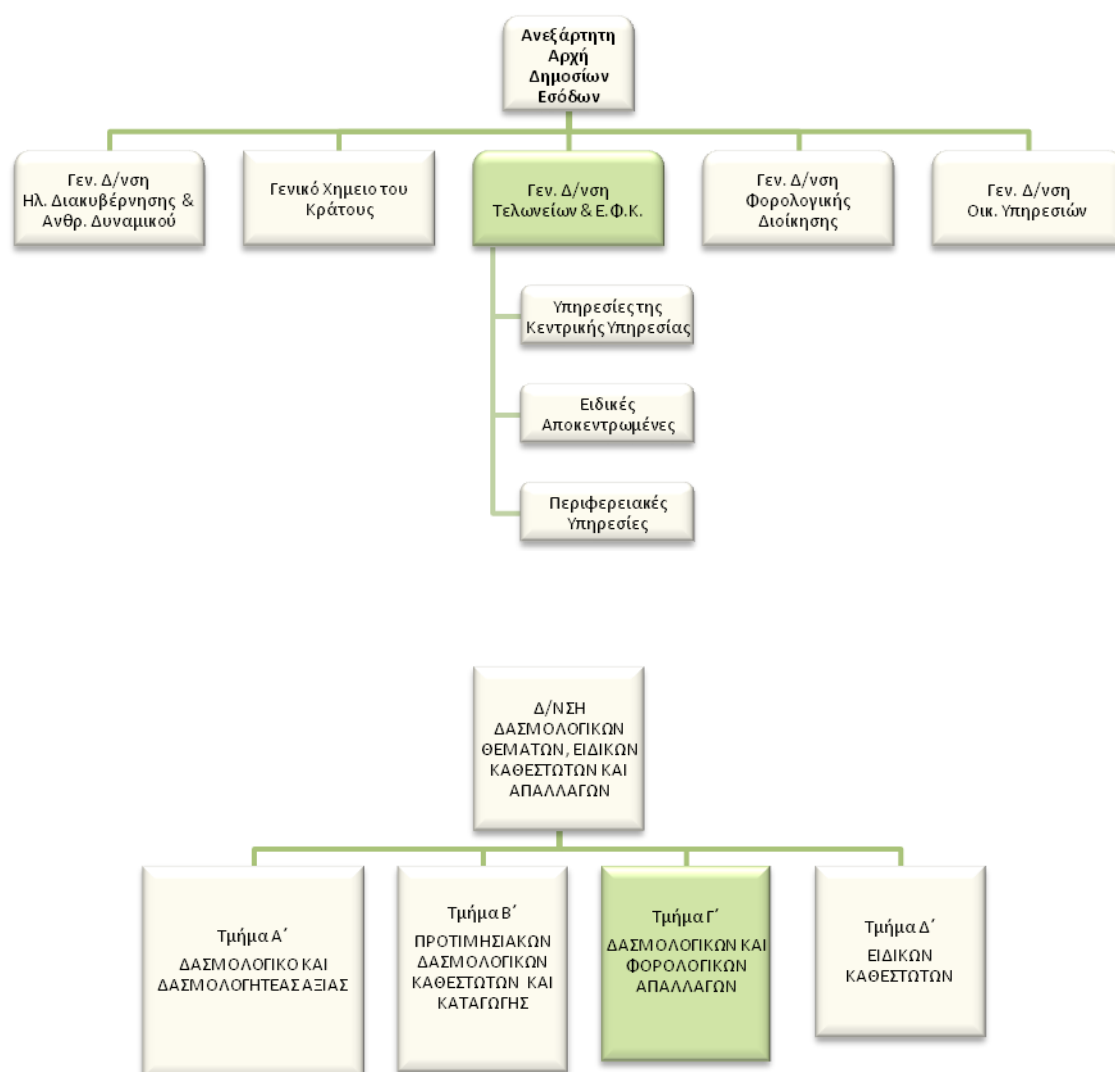 Ανεξάρτητη
Αρχή
Δημοσίων
Εσόδων
Γεν. Δ/νση
Ηλ. Διακυβέρνησης &
Ανθρ. Δυναμικού
Γενικό Χημειο του
Κράτους
Γεν. Δ/νση
Τελωνείων & Ε.Φ.Κ.
Γεν. Δ/νση
Φορολογικής
Διοίκησης
Γεν. Δ/νση
Οικ. Υπηρεσιών
Υπηρεσίες της
Κεντρικής Υπηρεσίας
Ειδικές
Αποκεντρωμένες
Περιφερειακές
Υπηρεσίες
Δ/ΝΣΗ
ΔΑΣΜΟΛΟΓΙΚΩΝ
ΘΕΜΑΤΩΝ, ΕΙΔΙΚΩΝ
ΚΑΘΕΣΤΩΤΩΝ ΚΑΙ
ΑΠΑΛΛΑΓΩΝ
Τμήμα Α΄
ΔΑΣΜΟΛΟΓΙΚΟ ΚΑΙ
ΔΑΣΜΟΛΟΓΗΤΕΑΣ ΑΞΙΑΣ
Τμήμα Β΄
ΠΡΟΤΙΜΗΣΙΑΚΩΝ
ΔΑΣΜΟΛΟΓΙΚΩΝ
ΚΑΘΕΣΤΩΤΩΝ ΚΑΙ
ΚΑΤΑΓΩΓΗΣ
Τμήμα Γ΄
ΔΑΣΜΟΛΟΓΙΚΩΝ ΚΑΙ
ΦΟΡΟΛΟΓΙΚΩΝ
ΑΠΑΛΛΑΓΩΝ
Τμήμα Δ΄
ΕΙΔΙΚΩΝ
ΚΑΘΕΣΤΩΤΩΝ